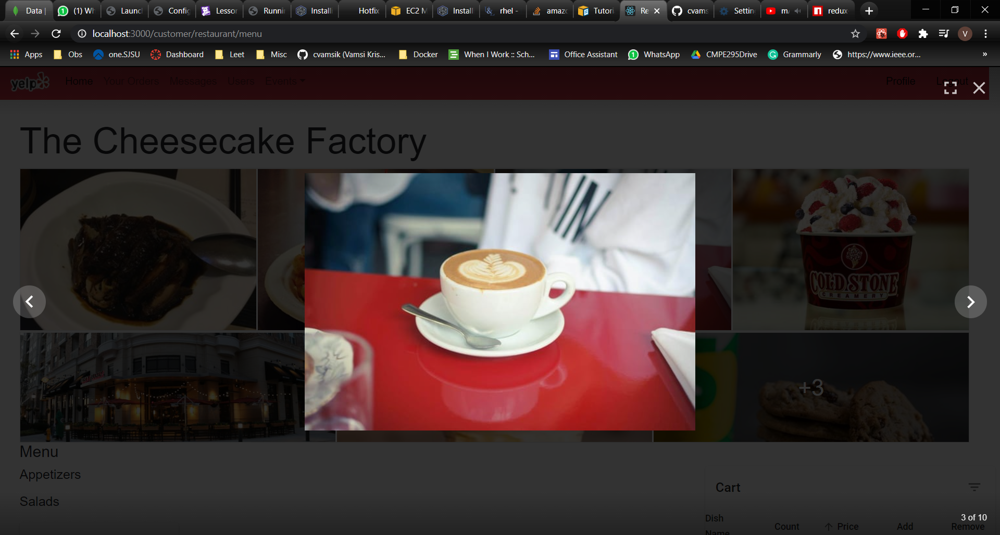 Data |
(1) Wh
Launc
Config
Lesson
Runni
Installi
Hotfix
EC2 M
Install
rhel -
amazo
Tutori
Re
cvams
Settin
m
redux
localhost:3000/customer/restaurant/menu
V
Apps
Obs
one.SJSU
Dashboard
Leet
Misc
cvamsik (Vamsi Kris...
Docker
When I Work :: Sch...
Office Assistant
WhatsApp
CMPE295Drive
Grammarly
https://www.ieee.or...
»
yelp
Home
Your Orders
Messages
Users
Events
Profile
Logout
The Cheesecake Factory
COLD STONE
CREAMERY
+3
Menu
Appetizers
Salads
Cart
3 of 10
Dish
Name
Count
Price
Add
Remove